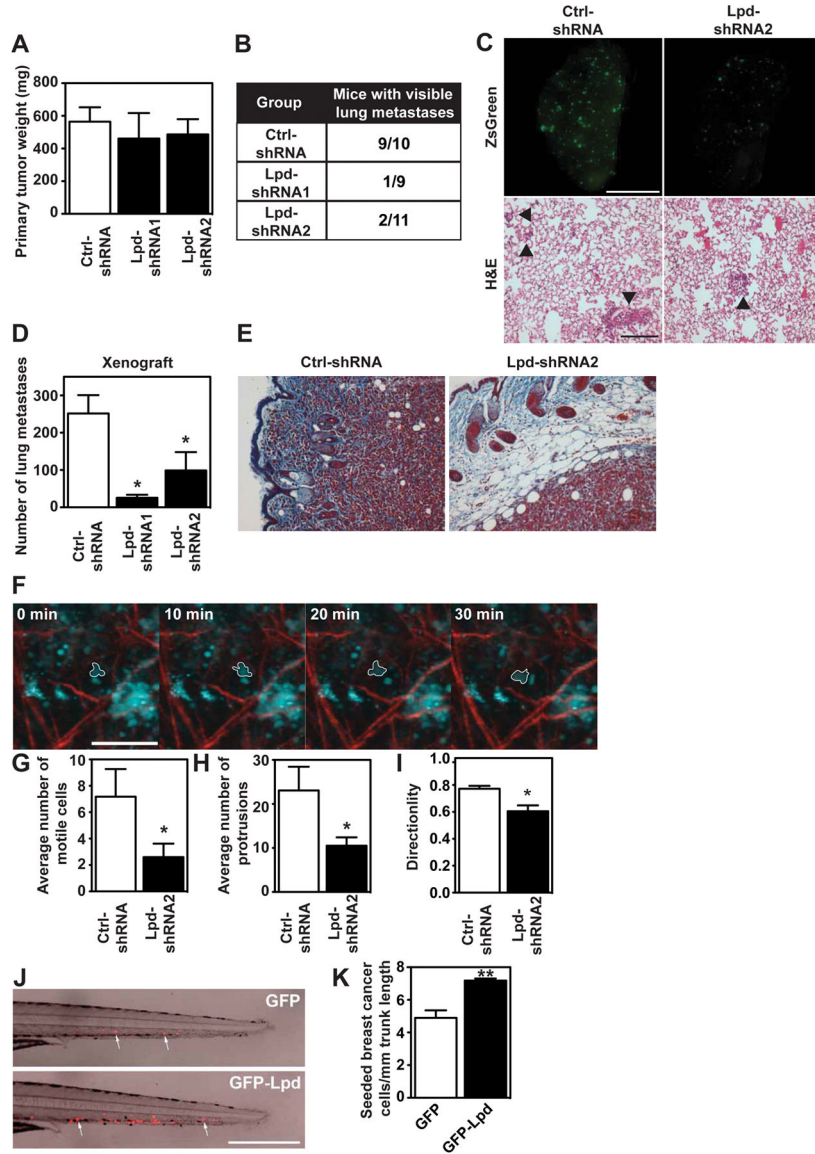 A
Primary tumor weight (mg)
800
600
400
200
0
Ctrl-
shRNA
Lpd-
shRNA1
Lpd-
shRNA2
B
Group
Mice with visible
lung metastases
Ctrl-
shRNA
9/10
Lpd-
shRNA1
1/9
Lpd-
shRNA2
2/11
C
Ctrl-
shRNA
Lpd-
shRNA2
ZsGreen
H&E
D
Xenograft
Number of lung metastases
300
200
100
0
*
*
Ctrl-
shRNA
Lpd-
shRNA1
Lpd-
shRNA2
E
Ctrl-shRNA
Lpd-shRNA2
F
0 min
10 min
20 min
30 min
G
Average number of
motile cells
10
8
6
4
2
0
*
Ctrl-
shRNA
Lpd-
shRNA2
H
Average number of
protrusions
30
20
10
0
*
Ctrl-
shRNA
Lpd-
shRNA2
I
Directionlity
1.0
0.8
0.6
0.4
0.2
0.0
*
Ctrl-
shRNA
Lpd-
shRNA2
J
GFP
GFP-Lpd
K
Seeded breast cancer
cells/mm trunk length
8
6
4
2
0
**
GFP
GFP-Lpd